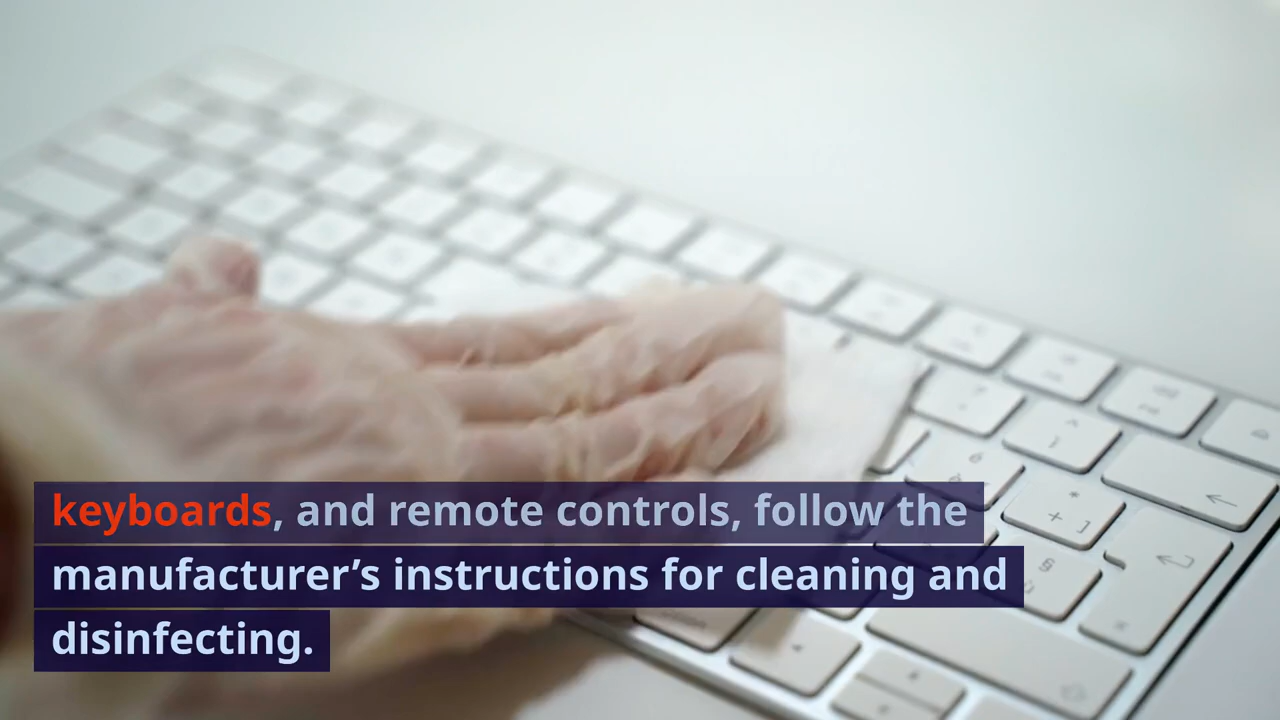 keyboards, and remote controls, follow the
manufacturer’s instructions for cleaning and
disinfecting.